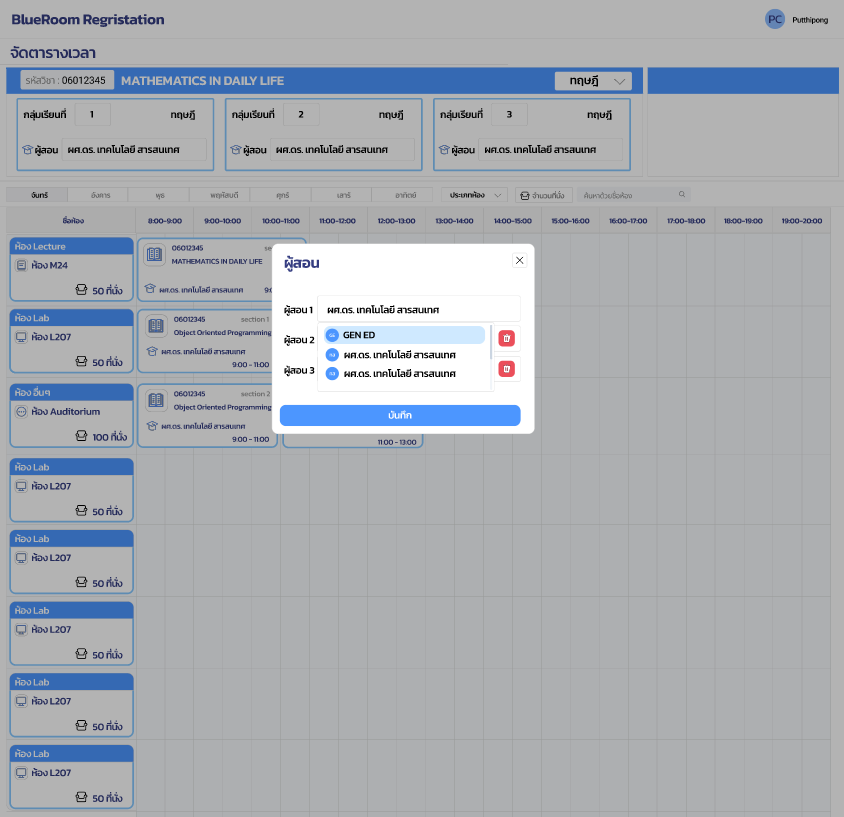 BlueRoom Regristation
PC Putthipong
จัดตารางเวลา
รหัสวิชา : 06012345 MATHEMATICS IN DAILY LIFE ทฤษฎี
กลุ่มเรียนที่ 1 ทฤษฎี
ผู้สอน ผศ.ดร. เทคโนโลยี สารสนเทศ
กลุ่มเรียนที่ 2 ทฤษฎี
ผู้สอน ผศ.ดร. เทคโนโลยี สารสนเทศ
กลุ่มเรียนที่ 3 ทฤษฎี
ผู้สอน ผศ.ดร. เทคโนโลยี สารสนเทศ
จันทร์ อังคาร พุธ พฤหัสบดี ศุกร์ เสาร์ อาทิตย์ ประเภทห้อง จำนวนที่นั่ง ค้นหาด้วยชื่อห้อง
ชื่อห้อง 8:00-9:00 9:00-10:00 10:00-11:00 11:00-12:00 12:00-13:00 13:00-14:00 14:00-15:00 15:00-16:00 16:00-17:00 17:00-18:00 18:00-19:00 19:00-20:00
ห้อง Lecture
ห้อง M24
50 ที่นั่ง
06012345
MATHEMATICS IN DAILY LIFE
ผศ.ดร. เทคโนโลยี สารสนเทศ
ห้อง Lab
ห้อง L207
50 ที่นั่ง
06012345 section 1
Object Oriented Programming
ผศ.ดร. เทคโนโลยี สารสนเทศ
9:00 - 11:00
ห้อง อื่นๆ
ห้อง Auditorium
100 ที่นั่ง
06012345 section 2
Object Oriented Programming
ผศ.ดร. เทคโนโลยี สารสนเทศ
9:00 - 11:00
11:00 - 13:00
ผู้สอน
ผู้สอน 1 ผศ.ดร. เทคโนโลยี สารสนเทศ
GEN ED
ผู้สอน 2
ผศ.ดร. เทคโนโลยี สารสนเทศ
ผู้สอน 3
ผศ.ดร. เทคโนโลยี สารสนเทศ
บันทึก
ห้อง Lab
ห้อง L207
50 ที่นั่ง
ห้อง Lab
ห้อง L207
50 ที่นั่ง
ห้อง Lab
ห้อง L207
50 ที่นั่ง
ห้อง Lab
ห้อง L207
50 ที่นั่ง
ห้อง Lab
ห้อง L207
50 ที่นั่ง